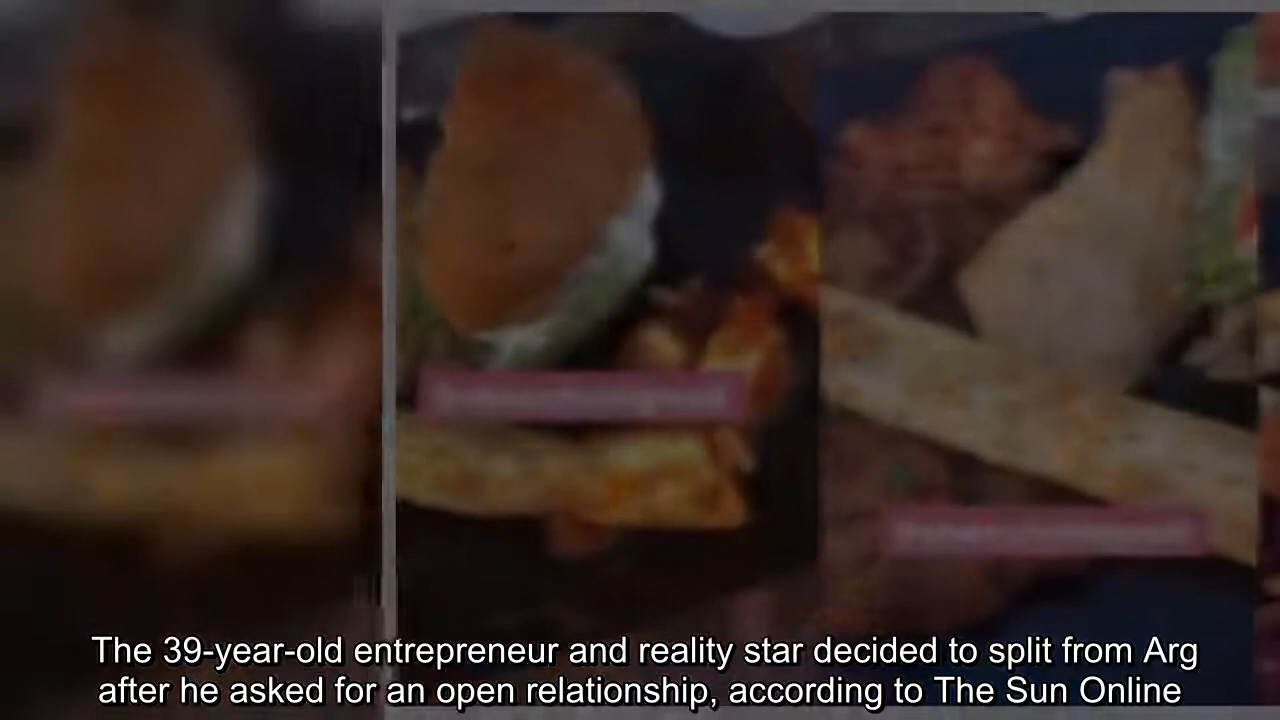 The 39-year-old entrepreneur and reality star decided to split from Arg
after he asked for an open relationship, according to The Sun Online